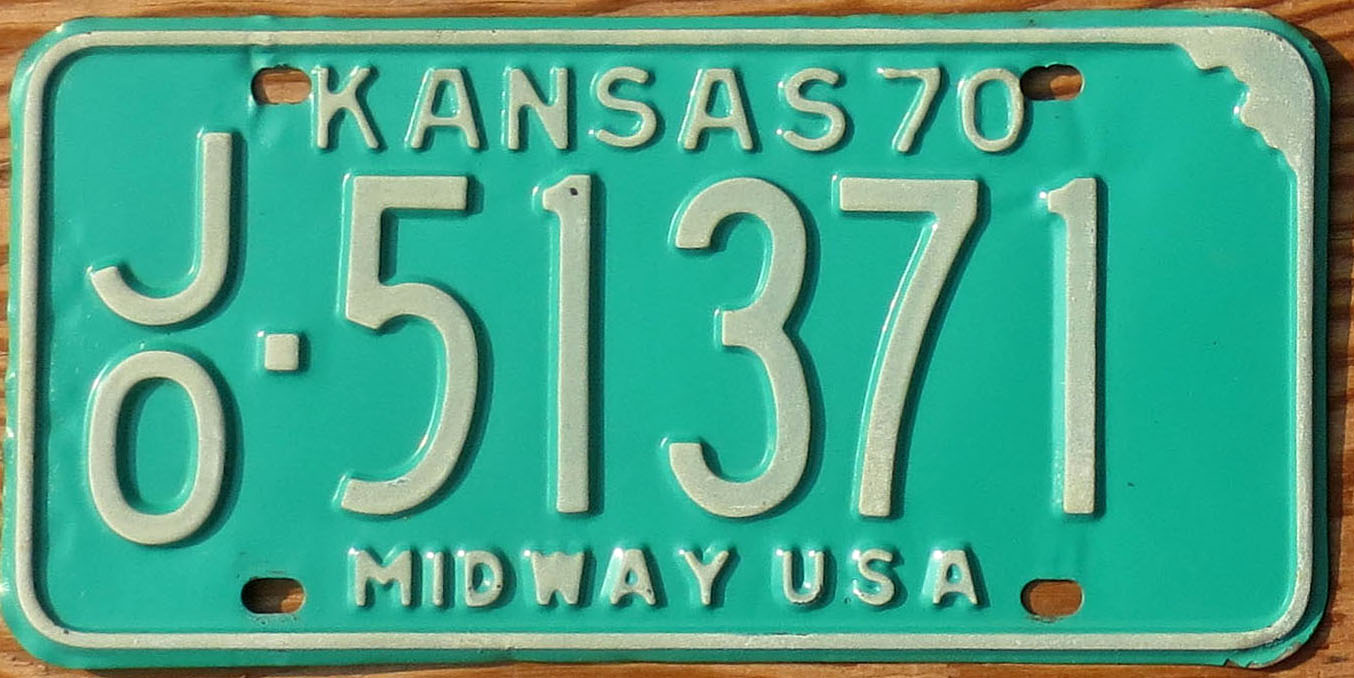 KANSAS 70
JO·51371
MIDWAY USA